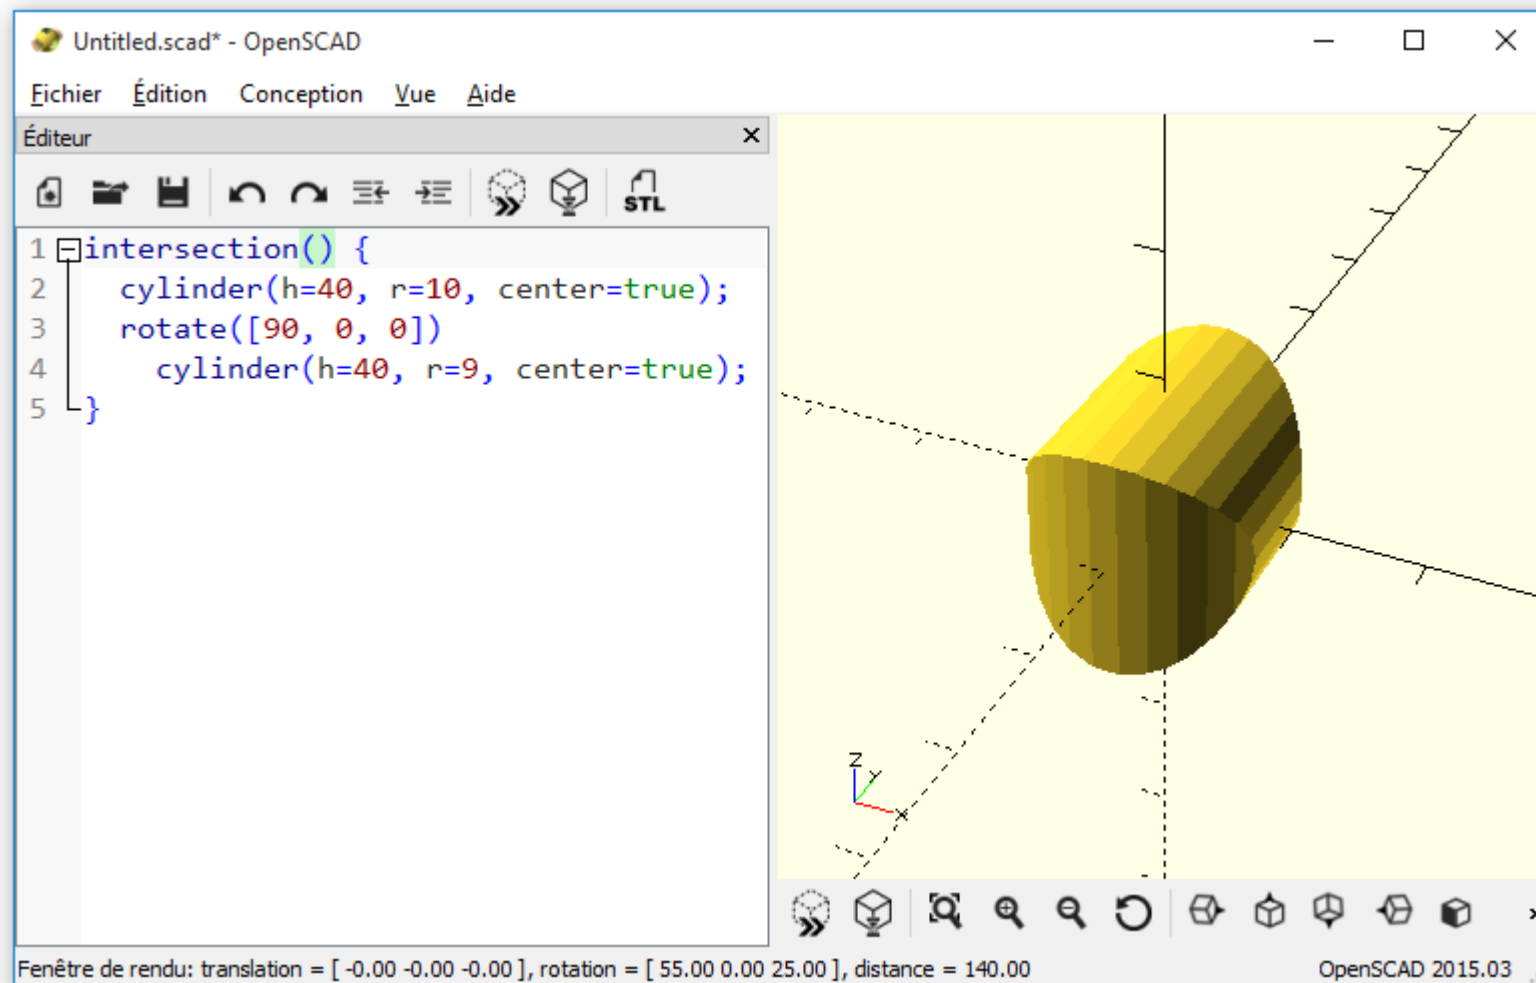 Untitled.scad* - OpenSCAD
Fichier Édition Conception Vue Aide
Éditeur
STL
1 intersection() {
2 cylinder(h=40, r=10, center=true);
3 rotate([90, 0, 0])
4 cylinder(h=40, r=9, center=true);
5 }
Z
Y
X
Fenêtre de rendu: translation = [ -0.00 -0.00 -0.00 ], rotation = [ 55.00 0.00 25.00 ], distance = 140.00
OpenSCAD 2015.03